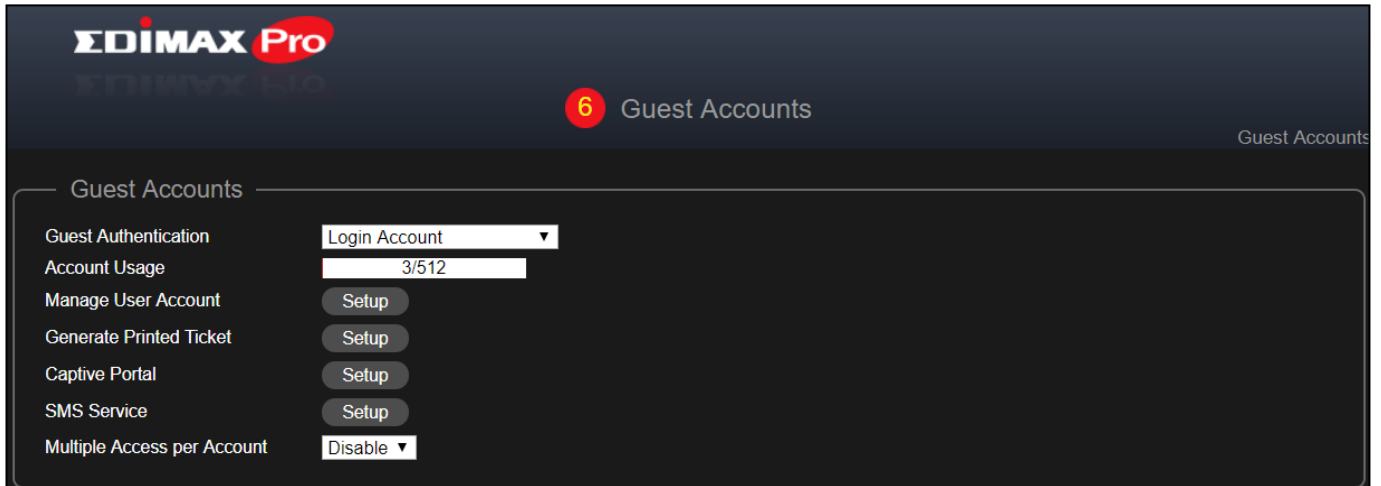 ΣDIMAX Pro
6 Guest Accounts
Guest Accounts
Guest Accounts
Guest Authentication Login Account ▼
Account Usage 3/512
Manage User Account Setup
Generate Printed Ticket Setup
Captive Portal Setup
SMS Service Setup
Multiple Access per Account Disable ▼